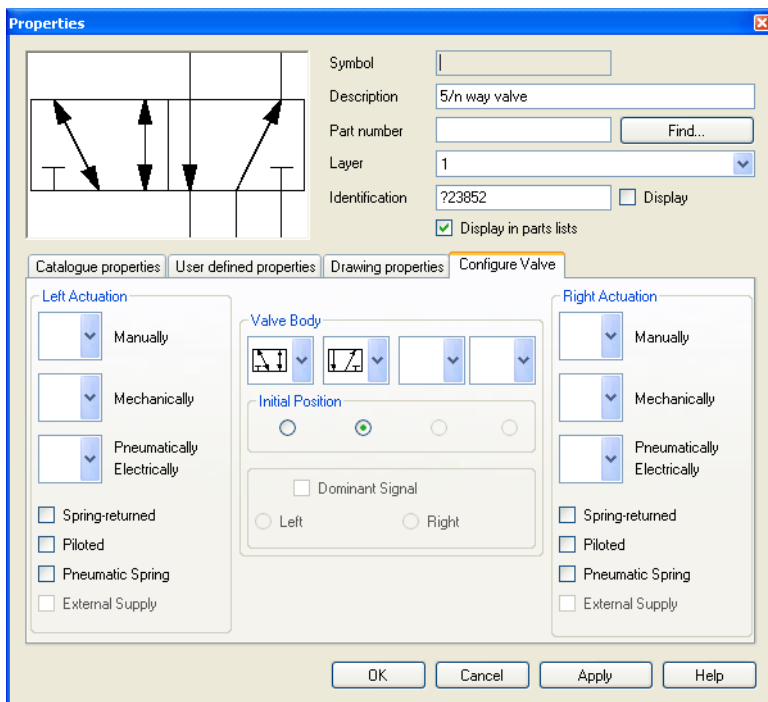 Properties
Symbol
Description 5/n way valve
Part number Find...
Layer 1
Identification ?23852 Display
Display in parts lists
Catalogue properties User defined properties Drawing properties Configure Valve
Left Actuation
Manually
Mechanically
Pneumatically
Electrically
Spring-returned
Piloted
Pneumatic Spring
External Supply
Valve Body
Initial Position
Dominant Signal
Left Right
Right Actuation
Manually
Mechanically
Pneumatically
Electrically
Spring-returned
Piloted
Pneumatic Spring
External Supply
OK Cancel Apply Help